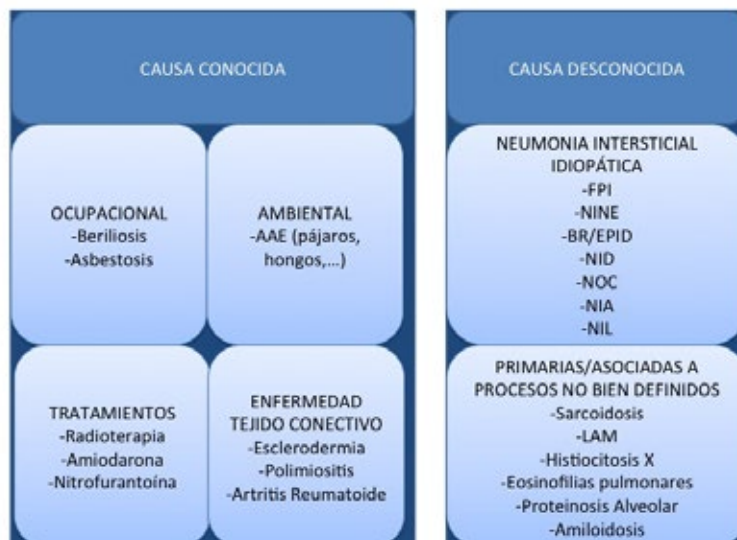 CAUSA CONOCIDA
OCUPACIONAL
-Beriliosis
-Asbestosis
AMBIENTAL
-AAE (pájaros,
hongos,...)
TRATAMIENTOS
-Radioterapia
-Amiodarona
-Nitrofurantoína
ENFERMEDAD
TEJIDO CONECTIVO
-Esclerodermia
-Polimiositis
-Artritis Reumatoide
CAUSA DESCONOCIDA
NEUMONIA INTERSTICIAL
IDIOPÁTICA
-FPI
-NINE
-BR/EPID
-NID
-NOC
-NIA
-NIL
PRIMARIAS/ASOCIADAS A
PROCESOS NO BIEN DEFINIDOS
-Sarcoidosis
-LAM
-Histiocitosis X
-Eosinofilias pulmonares
-Proteinosis Alveolar
-Amiloidosis